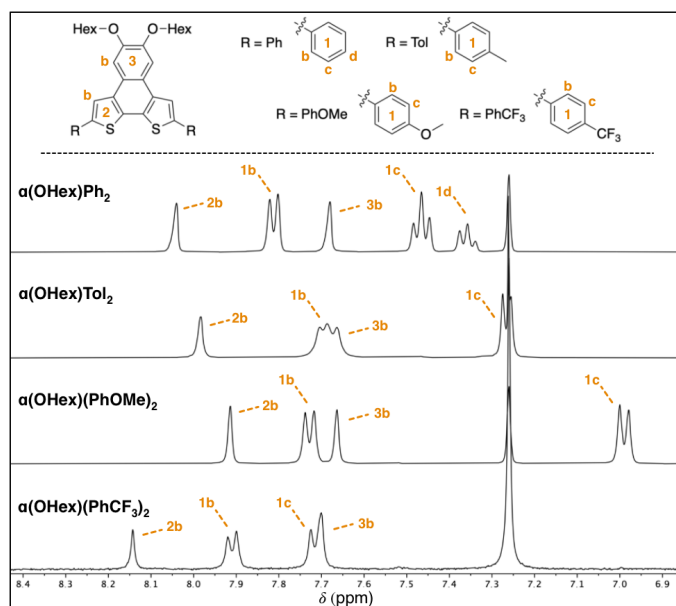 Hex-O O-Hex
b 3 b
b
2
R S S R
R = Ph 1 b c d
R = Tol 1 b c
R = PhOMe 1 b c O
R = PhCF3 1 b c CF3
α(OHex)Ph2
2b 1b 3b 1c 1d
α(OHex)Tol2
2b 1b 3b 1c
α(OHex)(PhOMe)2
2b 1b 3b 1c
α(OHex)(PhCF3)2
2b 1b 1c 3b
8.4 8.3 8.2 8.1 8.0 7.9 7.8 7.7 7.6 7.5 7.4 7.3 7.2 7.1 7.0 6.9
δ (ppm)